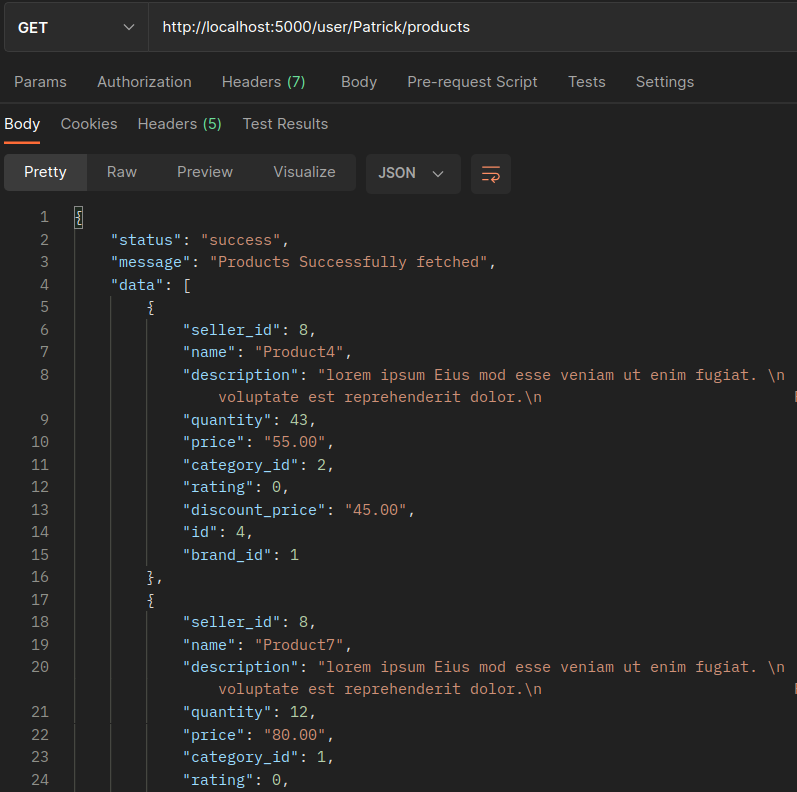 GET http://localhost:5000/user/Patrick/products
Params Authorization Headers (7) Body Pre-request Script Tests Settings
Body Cookies Headers (5) Test Results
Pretty Raw Preview Visualize JSON
1 {
2 "status": "success",
3 "message": "Products Successfully fetched",
4 "data": [
5 {
6 "seller_id": 8,
7 "name": "Product4",
8 "description": "lorem ipsum Eius mod esse veniam ut enim fugiat. \n
voluptate est reprehenderit dolor.\n
9 "quantity": 43,
10 "price": "55.00",
11 "category_id": 2,
12 "rating": 0,
13 "discount_price": "45.00",
14 "id": 4,
15 "brand_id": 1
16 },
17 {
18 "seller_id": 8,
19 "name": "Product7",
20 "description": "lorem ipsum Eius mod esse veniam ut enim fugiat. \n
voluptate est reprehenderit dolor.\n
21 "quantity": 12,
22 "price": "80.00",
23 "category_id": 1,
24 "rating": 0,